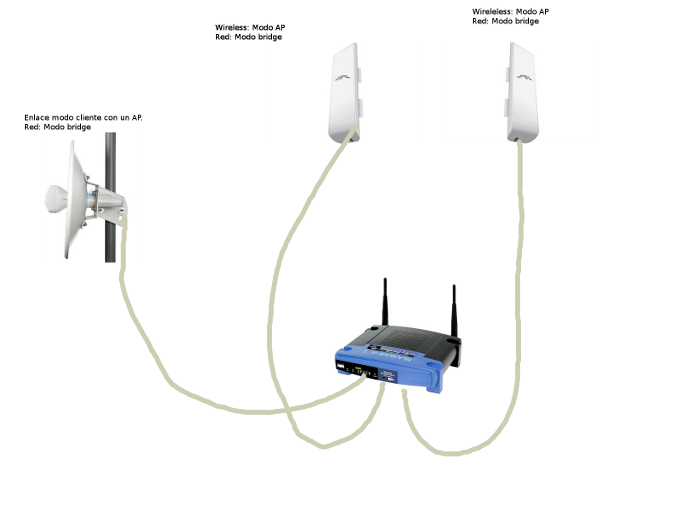 Wireless: Modo AP
Red: Modo bridge
Wireleless: Modo AP
Red: Modo bridge
Enlace modo cliente con un AP.
Red: Modo bridge
LINKSYS